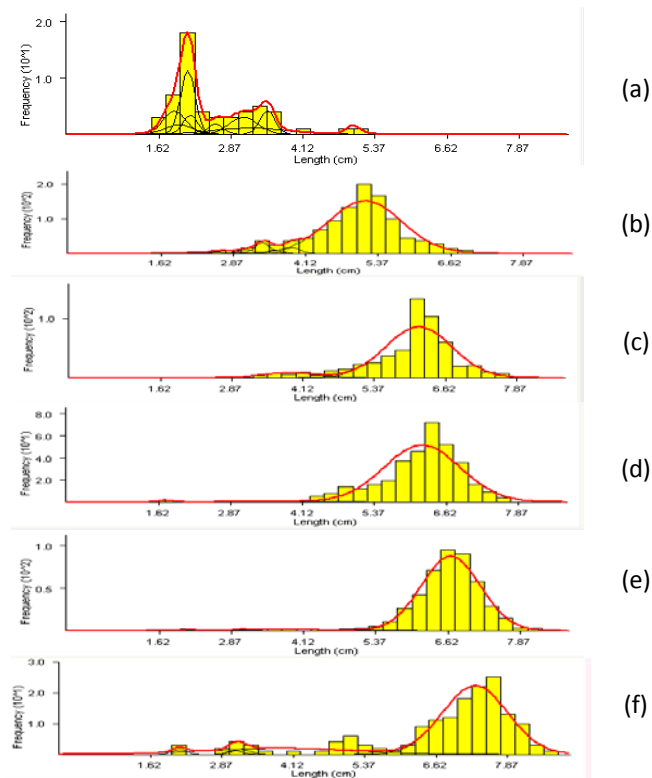 2.0
1.0
Frequency (10^1)
1.62 2.87 4.12 5.37 6.62 7.87
Length (cm)
(a)
2.0
1.0
Frequency (10^2)
1.62 2.87 4.12 5.37 6.62 7.87
Length (cm)
(b)
1.0
Frequency (10^2)
1.62 2.87 4.12 5.37 6.62 7.87
Length (cm)
(c)
8.0
6.0
4.0
2.0
Frequency (10^1)
1.62 2.87 4.12 5.37 6.62 7.87
Length (cm)
(d)
1.0
0.5
Frequency (10^2)
1.62 2.87 4.12 5.37 6.62 7.87
Length (cm)
(e)
3.0
2.0
1.0
Frequency (10^1)
1.62 2.87 4.12 5.37 6.62 7.87
Length (cm)
(f)